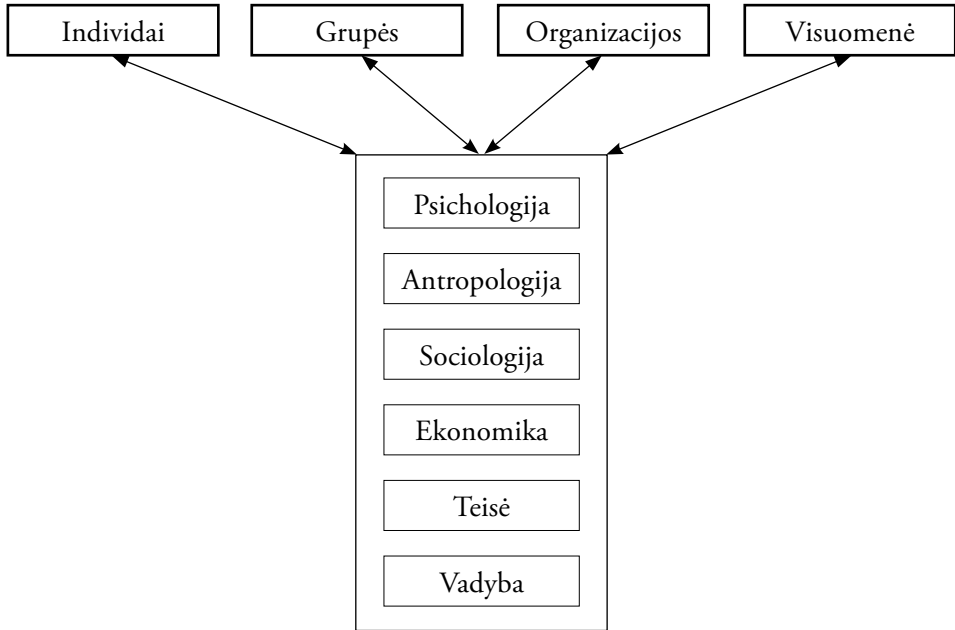 Individai
Grupės
Organizacijos
Visuomenė
Psichologija
Antropologija
Sociologija
Ekonomika
Teisė
Vadyba